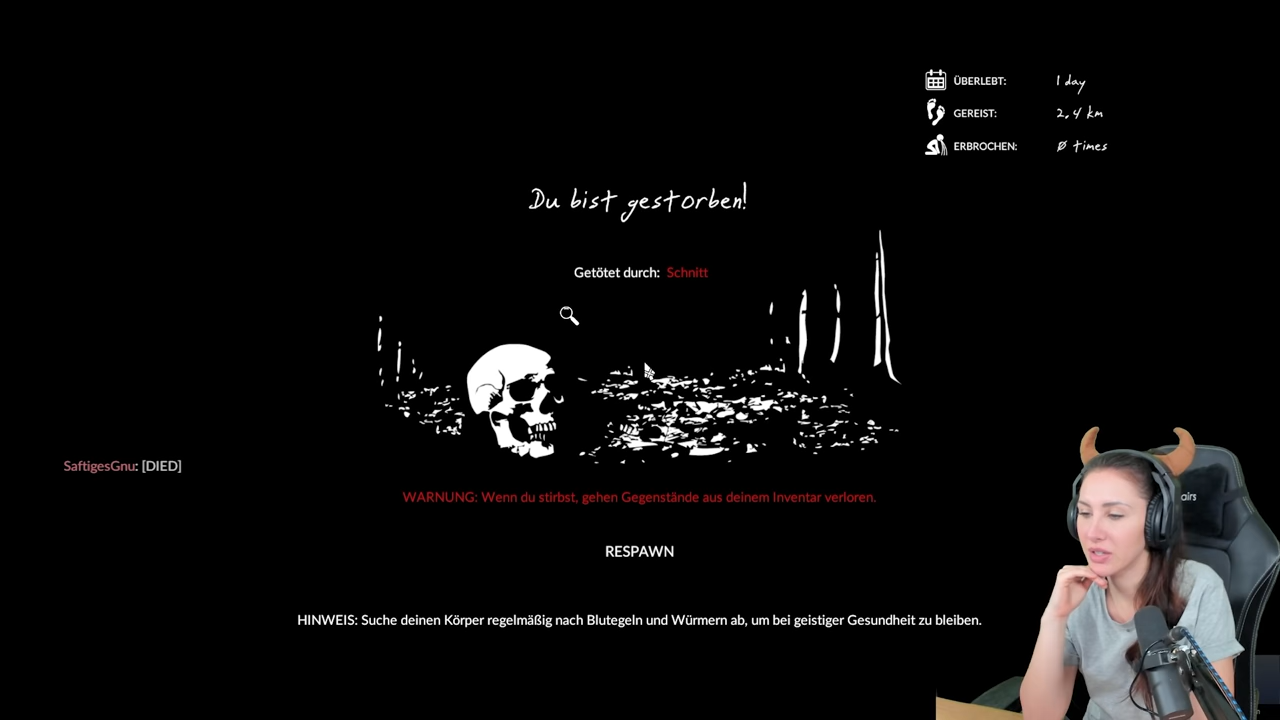 ÜBERLEBT: 1 day
GEREIST: 2,4 km
ERBROCHEN: 0 times
Du bist gestorben!
Getötet durch: Schnitt
SaftigesGnu: [DIED]
WARNUNG: Wenn du stirbst, gehen Gegenstände aus deinem Inventar verloren.
RESPAWN
HINWEIS: Suche deinen Körper regelmäßig nach Blutegeln und Würmern ab, um bei geistiger Gesundheit zu bleiben.